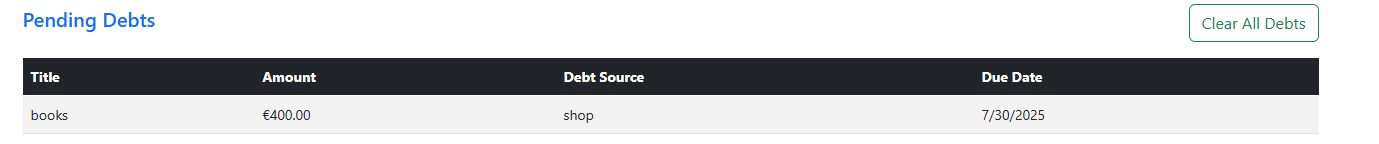 Pending Debts
Clear All Debts
Title Amount Debt Source Due Date
books €400.00 shop 7/30/2025